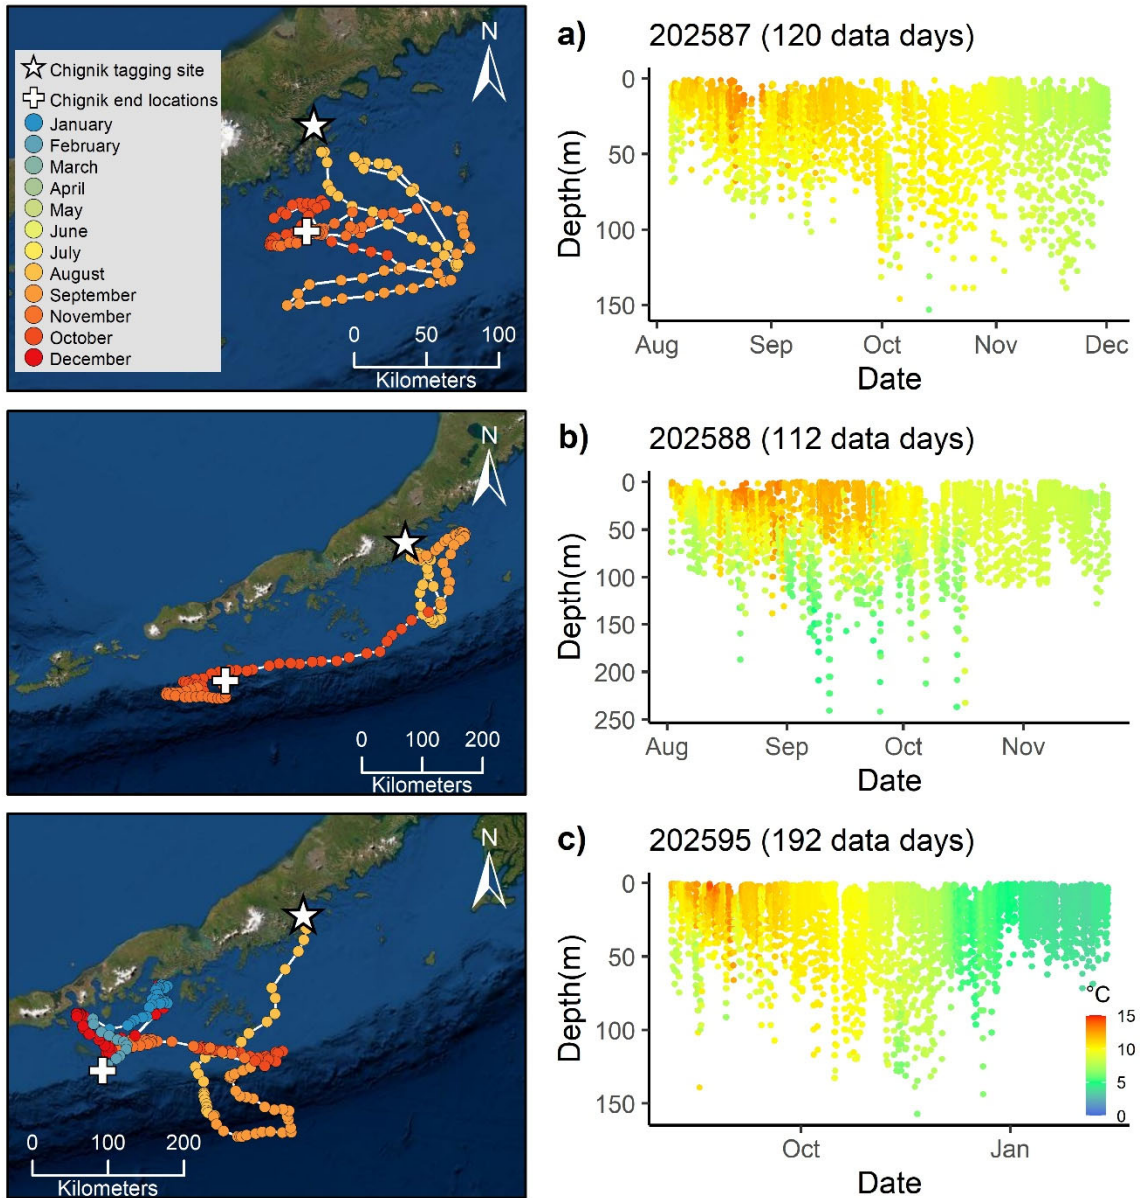 N
Chignik tagging site
Chignik end locations
January
February
March
April
May
June
July
August
September
November
October
December
0 50 100
Kilometers
a) 202587 (120 data days)
0
50
100
150
Depth(m)
Aug Sep Oct Nov Dec
Date
N
0 100 200
Kilometers
b) 202588 (112 data days)
0
50
100
150
200
250
Depth(m)
Aug Sep Oct Nov
Date
N
0 100 200
Kilometers
c) 202595 (192 data days)
0
50
100
150
Depth(m)
°C
15
10
5
0
Oct Jan
Date